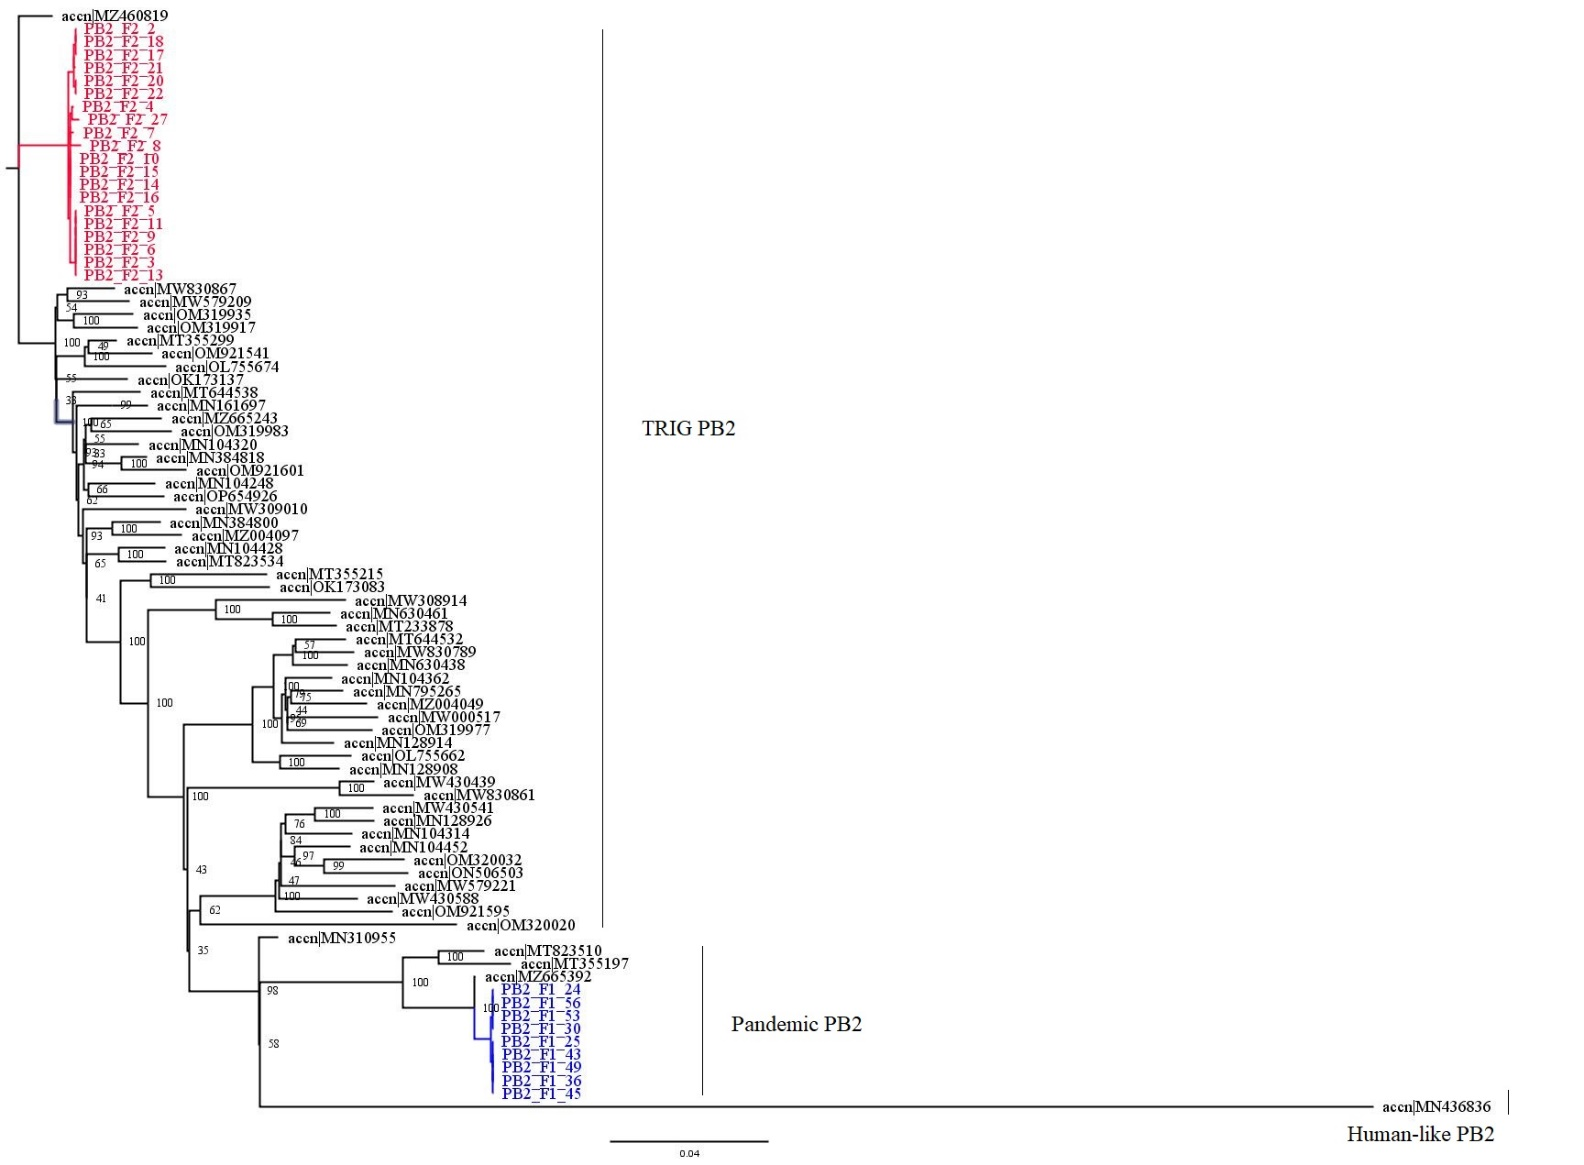 accn|MZ460819
PB2_F2_2
PB2_F2_18
PB2_F2_17
PB2_F2_21
PB2_F2_20
PB2_F2_22
PB2_F2_4
PB2_F2_27
PB2_F2_7
PB2_F2_8
PB2_F2_10
PB2_F2_15
PB2_F2_14
PB2_F2_16
PB2_F2_5
PB2_F2_11
PB2_F2_9
PB2_F2_6
PB2_F2_3
PB2_F2_13
accn|MW830867
93
accn|MW579209
54
accn|OM319935
100
accn|OM319917
accn|MT355299
100
49
accn|OM921541
100
accn|OL755674
55
accn|OK173137
accn|MT644538
38
99
accn|MN161697
accn|MZ665243
100
65
accn|OM319983
55
accn|MN104320
93
83
accn|MN384818
94
100
accn|OM921601
accn|MN104248
66
accn|OP654926
62
accn|MW309010
accn|MN384800
100
93
accn|MZ004097
accn|MN104428
100
65
accn|MT823534
accn|MT355215
100
accn|OK173083
41
accn|MW308914
100
accn|MN630461
100
accn|MT233878
accn|MT644532
100
57
accn|MW830789
100
accn|MN630438
accn|MN104362
accn|MN795265
75
100
accn|MZ004049
44
accn|MW000517
100
69
accn|OM319977
accn|MN128914
accn|OL755662
100
accn|MN128908
accn|MW430439
100
100
accn|MW830861
accn|MW430541
100
76
accn|MN128926
accn|MN104314
84
accn|MN104452
97
46
accn|OM320032
99
43
accn|ON506503
47
accn|MW579221
100
accn|MW430588
62
accn|OM921595
accn|OM320020
accn|MN310955
35
accn|MT823510
100
accn|MT355197
accn|MZ665392
100
98
PB2_F1_24
PB2_F1_56
100
PB2_F1_53
PB2_F1_30
PB2_F1_25
58
PB2_F1_43
PB2_F1_49
PB2_F1_36
PB2_F1_45
accn|MN436836
TRIG PB2
Pandemic PB2
Human-like PB2
0.04